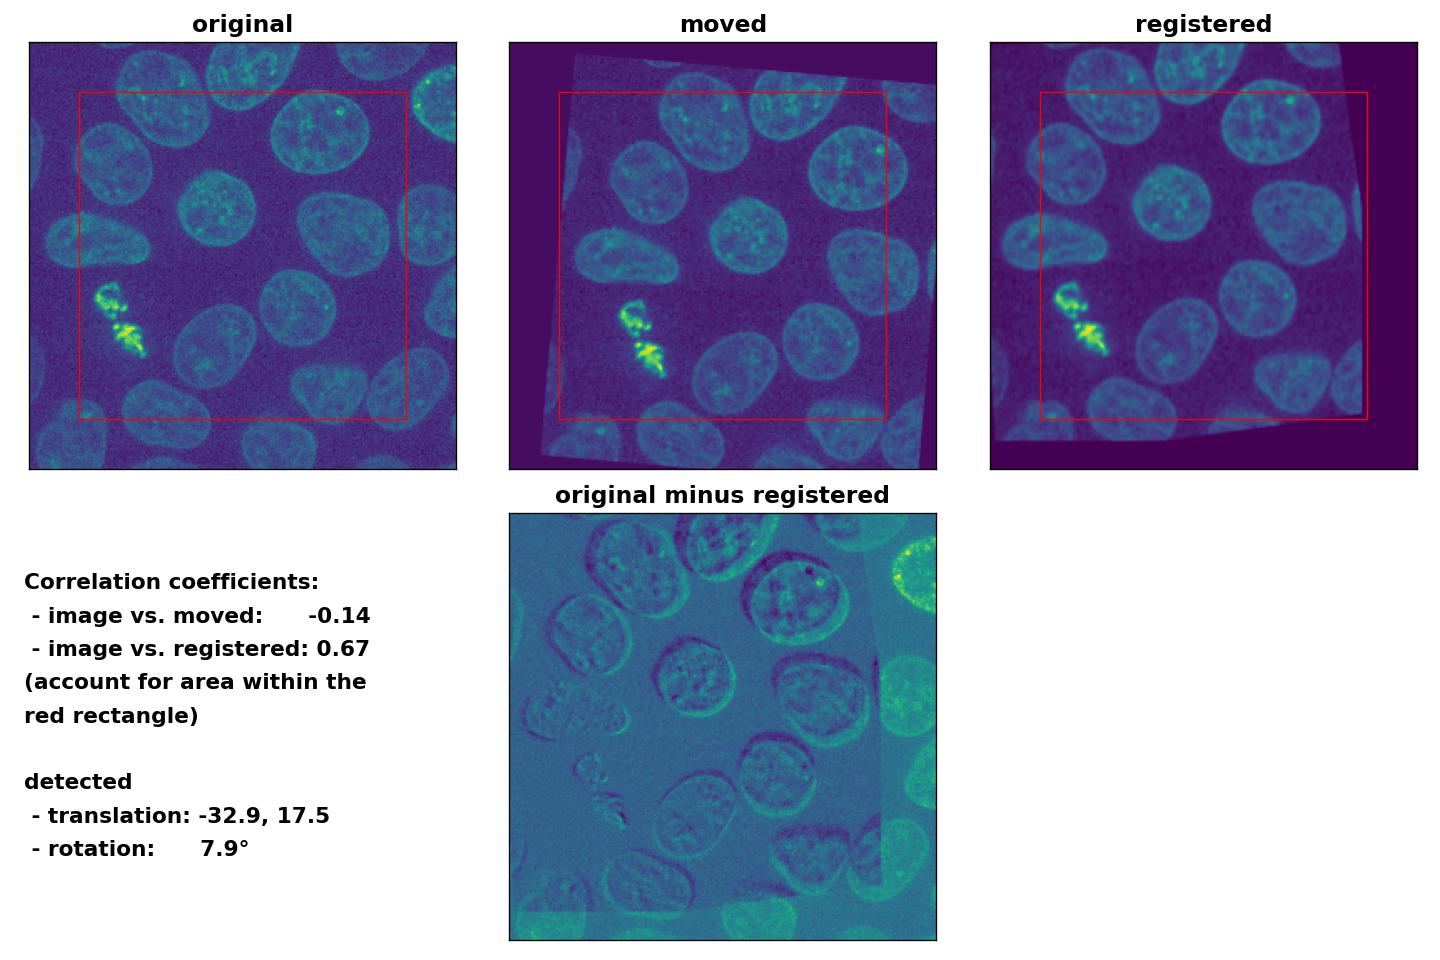 original
moved
registered
original minus registered
Correlation coefficients:
- image vs. moved: -0.14
- image vs. registered: 0.67
(account for area within the
red rectangle)
detected
- translation: -32.9, 17.5
- rotation: 7.9°